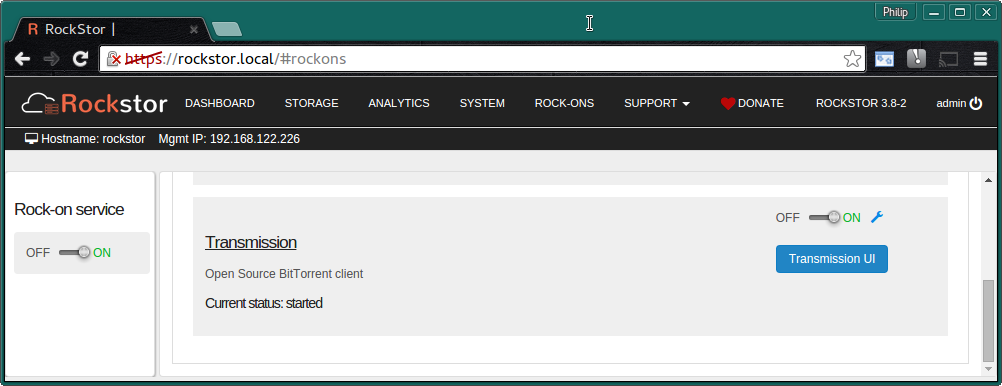 Philip
RockStor |
https://rockstor.local/#rockons
Rockstor DASHBOARD STORAGE ANALYTICS SYSTEM ROCK-ONS SUPPORT DONATE ROCKSTOR 3.8-2 admin
Hostname: rockstor Mgmt IP: 192.168.122.226
Rock-on service
OFF ON
OFF ON
Transmission
Transmission UI
Open Source BitTorrent client
Current status: started